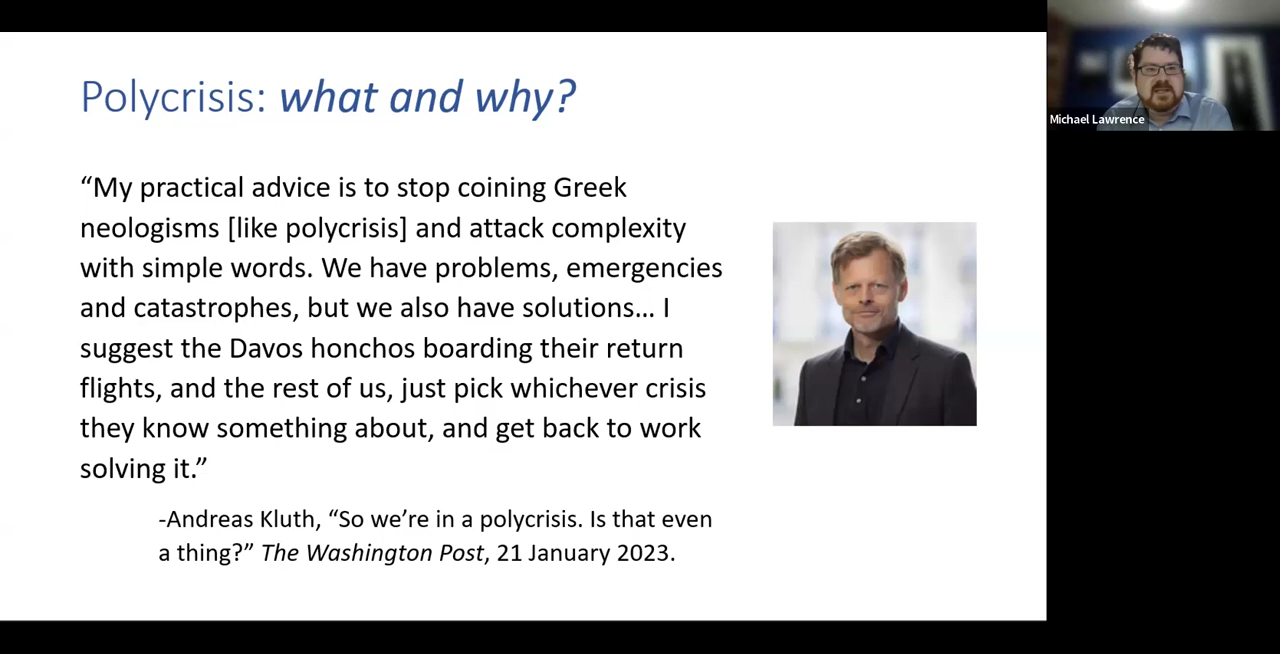 Polycrisis: what and why?
“My practical advice is to stop coining Greek
neologisms [like polycrisis] and attack complexity
with simple words. We have problems, emergencies
and catastrophes, but we also have solutions… I
suggest the Davos honchos boarding their return
flights, and the rest of us, just pick whichever crisis
they know something about, and get back to work
solving it.”
-Andreas Kluth, “So we’re in a polycrisis. Is that even
a thing?” The Washington Post, 21 January 2023.
Michael Lawrence